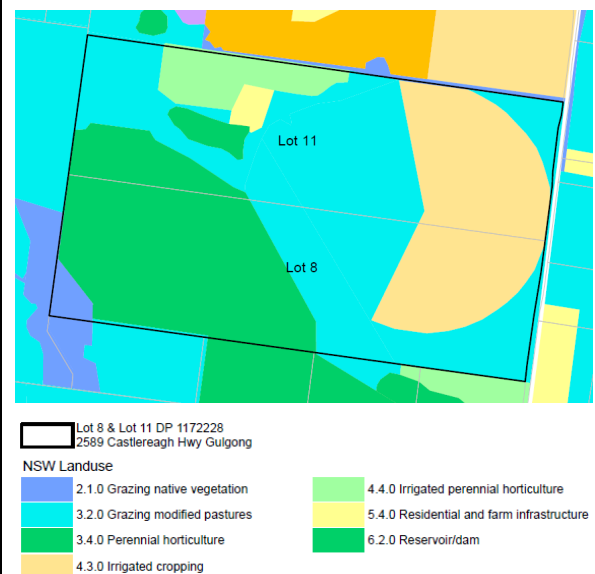 Lot 11
Lot 8
Lot 8 & Lot 11 DP 1172228
2589 Castlereagh Hwy Gulgong
NSW Landuse
2.1.0 Grazing native vegetation
3.2.0 Grazing modified pastures
3.4.0 Perennial horticulture
4.3.0 Irrigated cropping
4.4.0 Irrigated perennial horticulture
5.4.0 Residential and farm infrastructure
6.2.0 Reservoir/dam